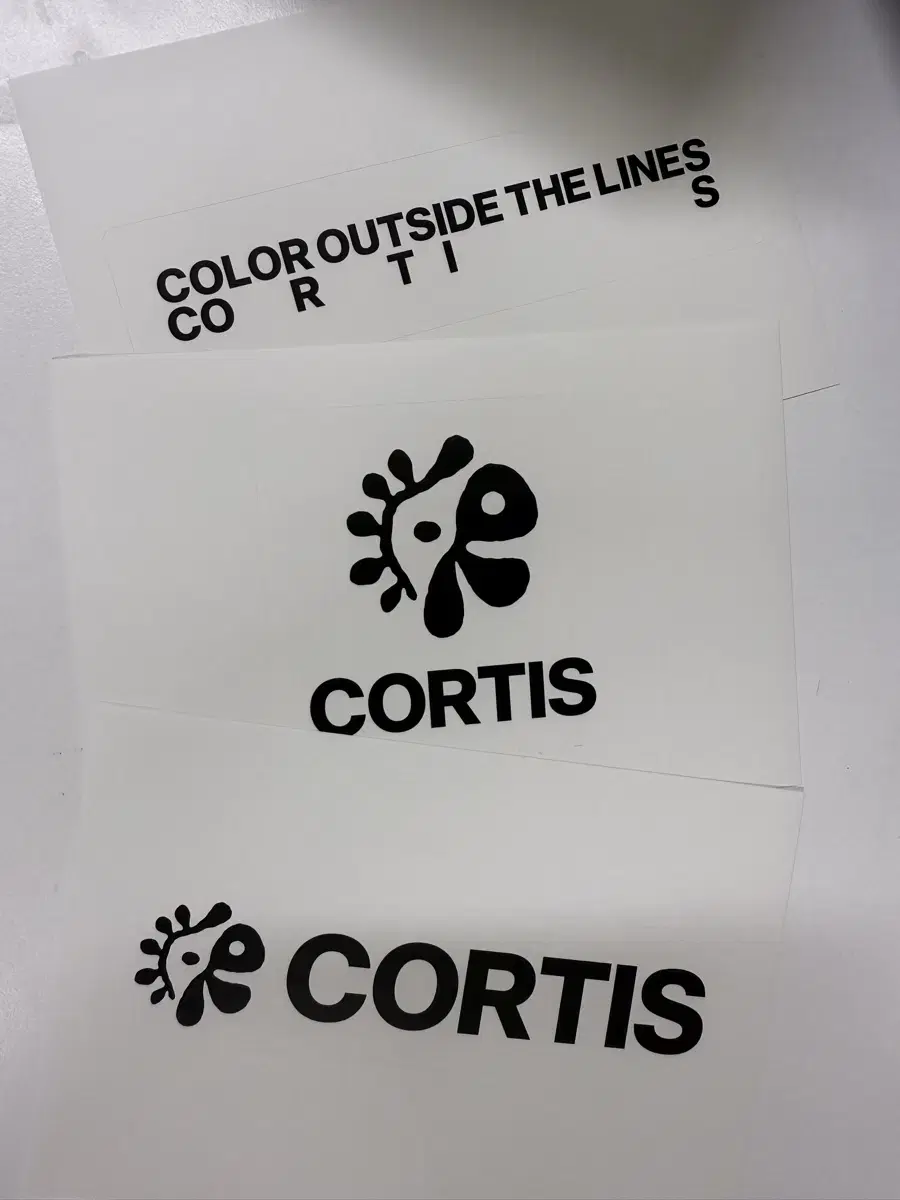 COLOR OUTSIDE THE LINES
CO R T I S
CORTIS
CORTIS